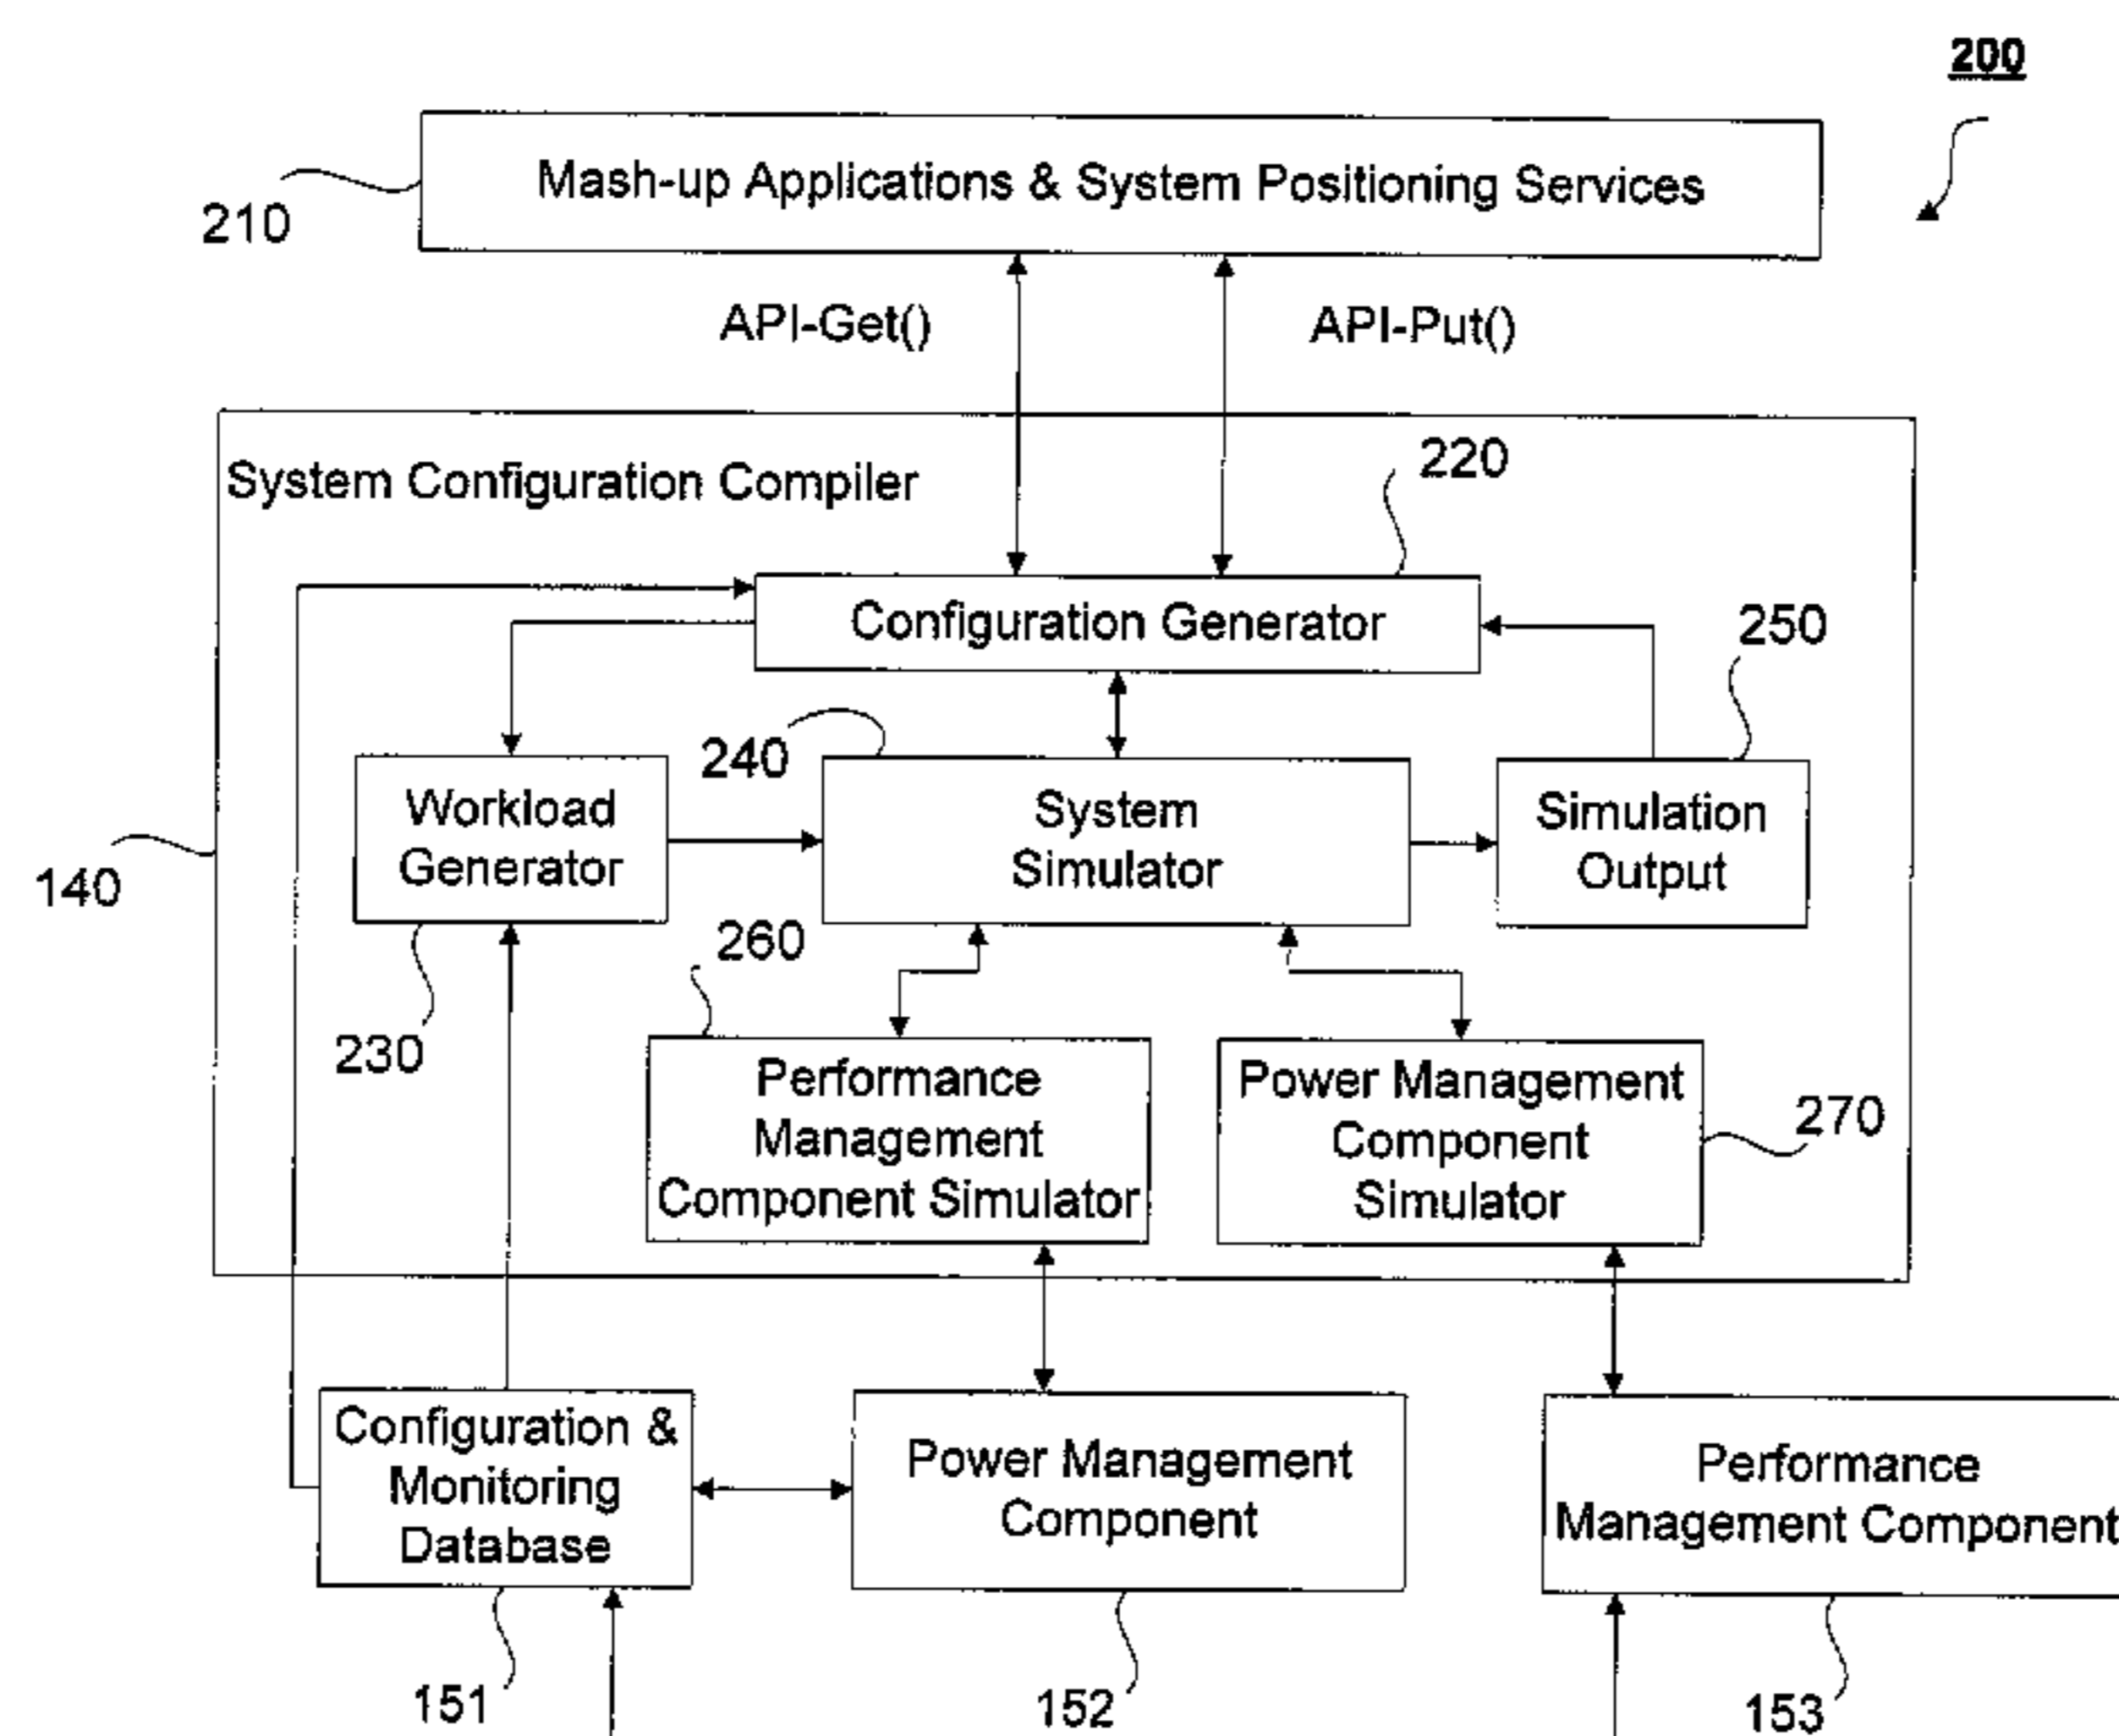 200
Mash-up Applications & System Positioning Services
210
API-Get()
API-Put()
System Configuration Compiler
220
Configuration Generator
250
240
Workload
Generator
System
Simulator
Simulation
Output
140
260
230
Performance
Management
Component Simulator
Power Management
Component
Simulator
270
Configuration &
Monitoring
Database
Power Management
Component
Performance
Management Component
151
152
153